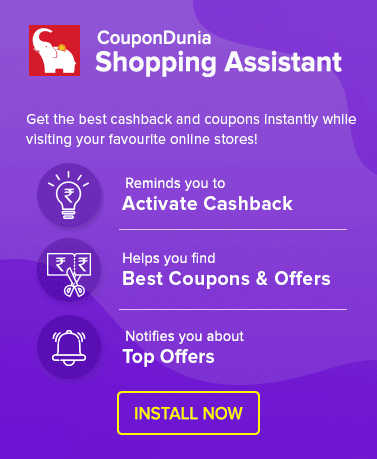 CouponDunia
Shopping Assistant
Get the best cashback and coupons instantly while
visiting your favourite online stores!
₹
Reminds you to
Activate Cashback
₹ ₹
Helps you find
Best Coupons & Offers
Notifies you about
Top Offers
INSTALL NOW